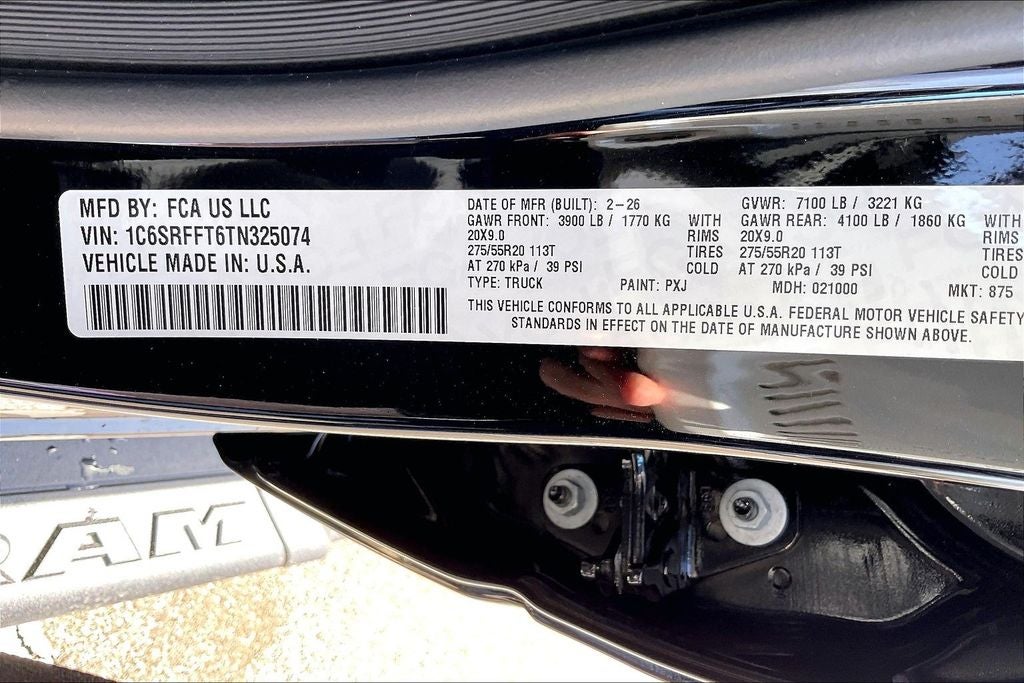 MFD BY: FCA US LLC
VIN: 1C6SRFFT6TN325074
VEHICLE MADE IN: U.S.A.
DATE OF MFR (BUILT): 2-26
GVWR: 7100 LB / 3221 KG
GAWR FRONT: 3900 LB / 1770 KG WITH
GAWR REAR: 4100 LB / 1860 KG WITH
20X9.0 RIMS
20X9.0 RIMS
275/55R20 113T TIRES
275/55R20 113T TIRES
AT 270 kPa / 39 PSI COLD
AT 270 kPa / 39 PSI COLD
TYPE: TRUCK PAINT: PXJ MDH: 021000 MKT: 875
THIS VEHICLE CONFORMS TO ALL APPLICABLE U.S.A. FEDERAL MOTOR VEHICLE SAFETY
STANDARDS IN EFFECT ON THE DATE OF MANUFACTURE SHOWN ABOVE.
RAM